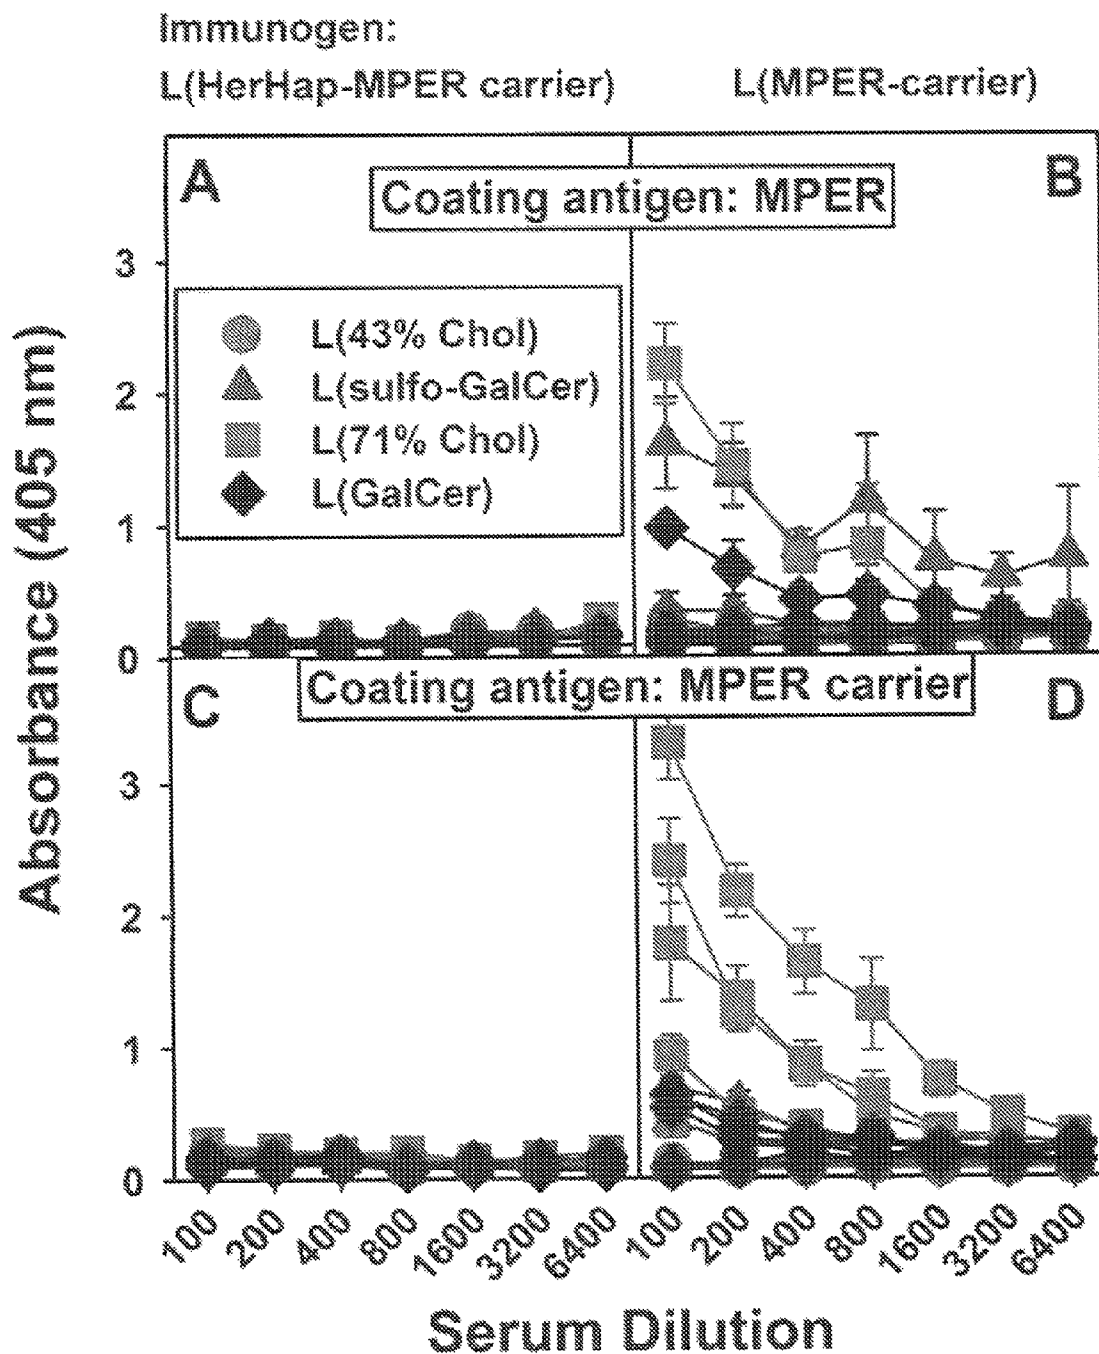 Immunogen:
L(HerHap-MPER carrier) L(MPER-carrier)
A B
Coating antigen: MPER
L(43% Chol)
L(sulfo-GalCer)
L(71% Chol)
L(GalCer)
3
2
1
0
C D
Coating antigen: MPER carrier
3
2
1
0
Absorbance (405 nm)
100 200 400 800 1600 3200 6400 100 200 400 800 1600 3200 6400
Serum Dilution